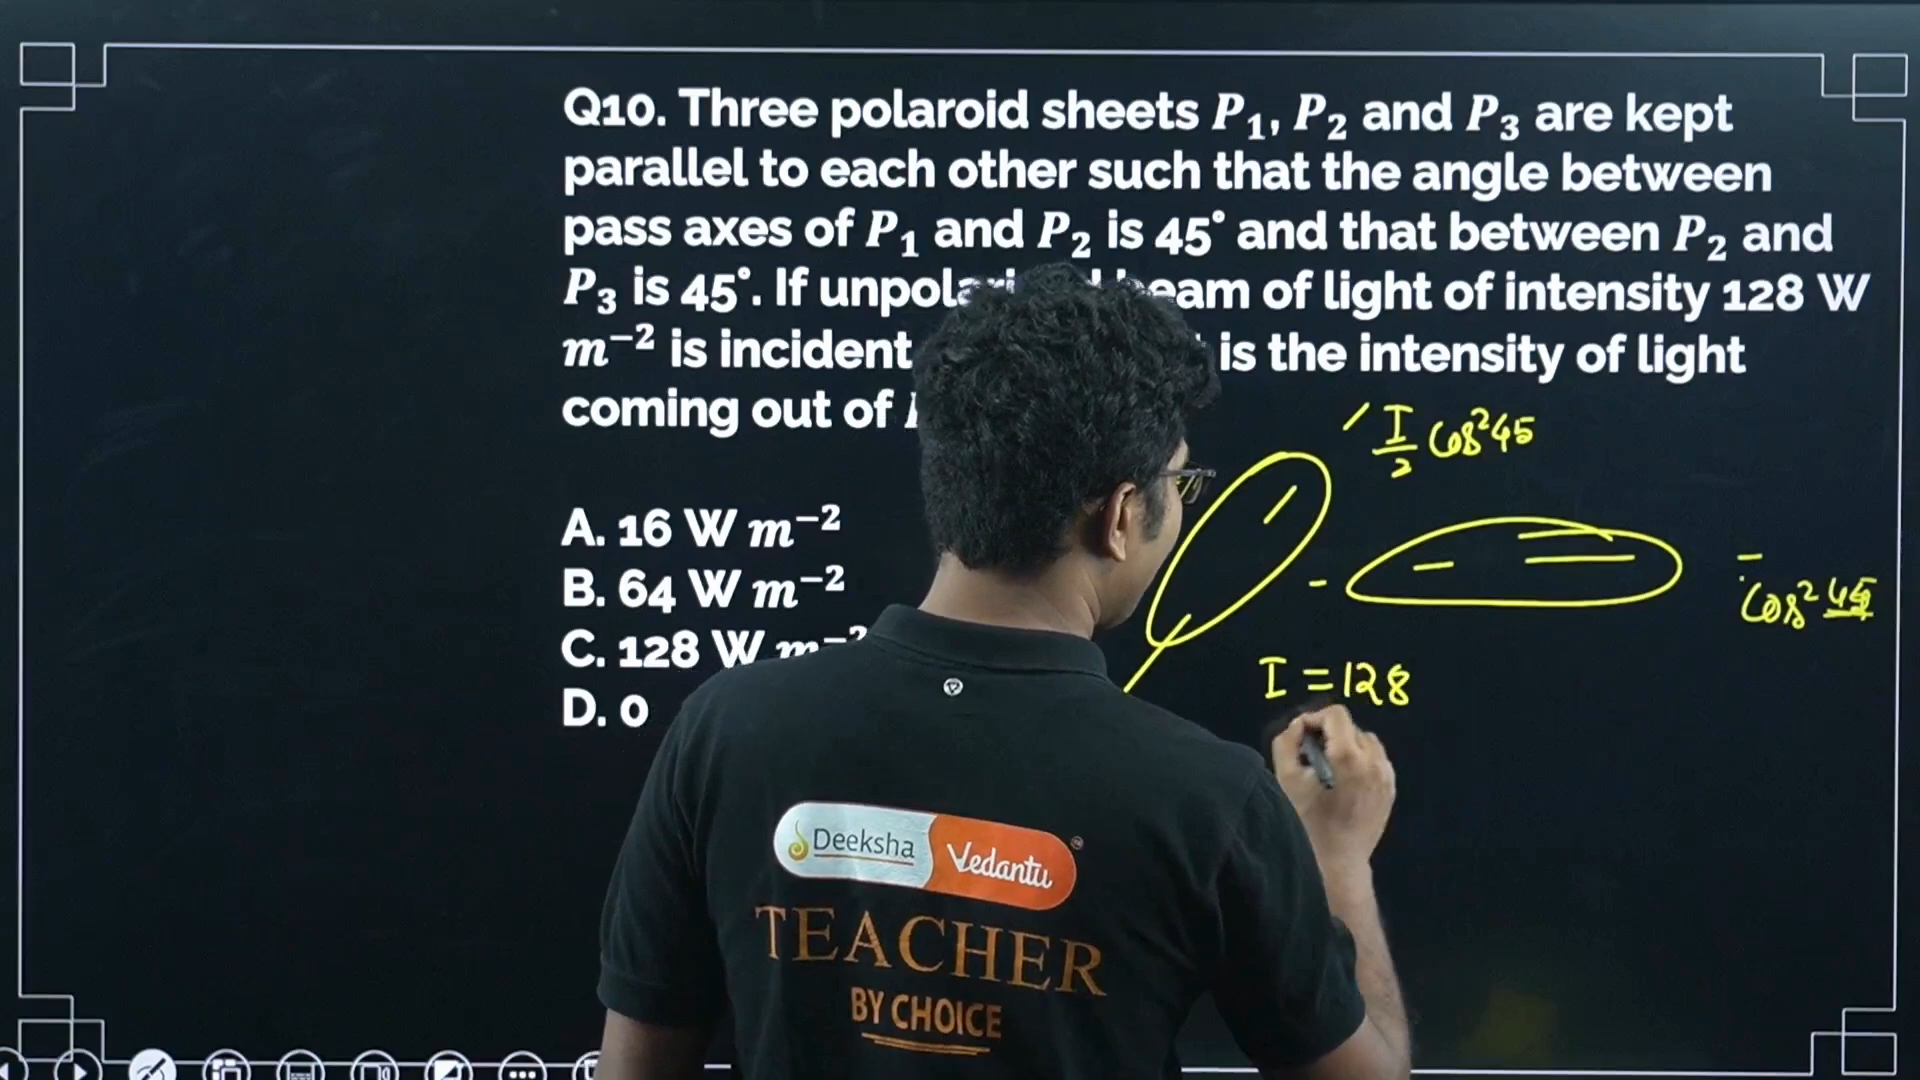 Q10. Three polaroid sheets P₁, P₂ and P₃ are kept
parallel to each other such that the angle between
pass axes of P₁ and P₂ is 45° and that between P₂ and
P₃ is 45°. If beam of light of intensity 128 W
m⁻² is incident is the intensity of light
coming out of
I/2 cos²45
A. 16 W m⁻²
B. 64 W m⁻²
C. 128 W m⁻²
D. 0
cos² 45
I = 128
Deeksha Vedantu
TEACHER
BY CHOICE